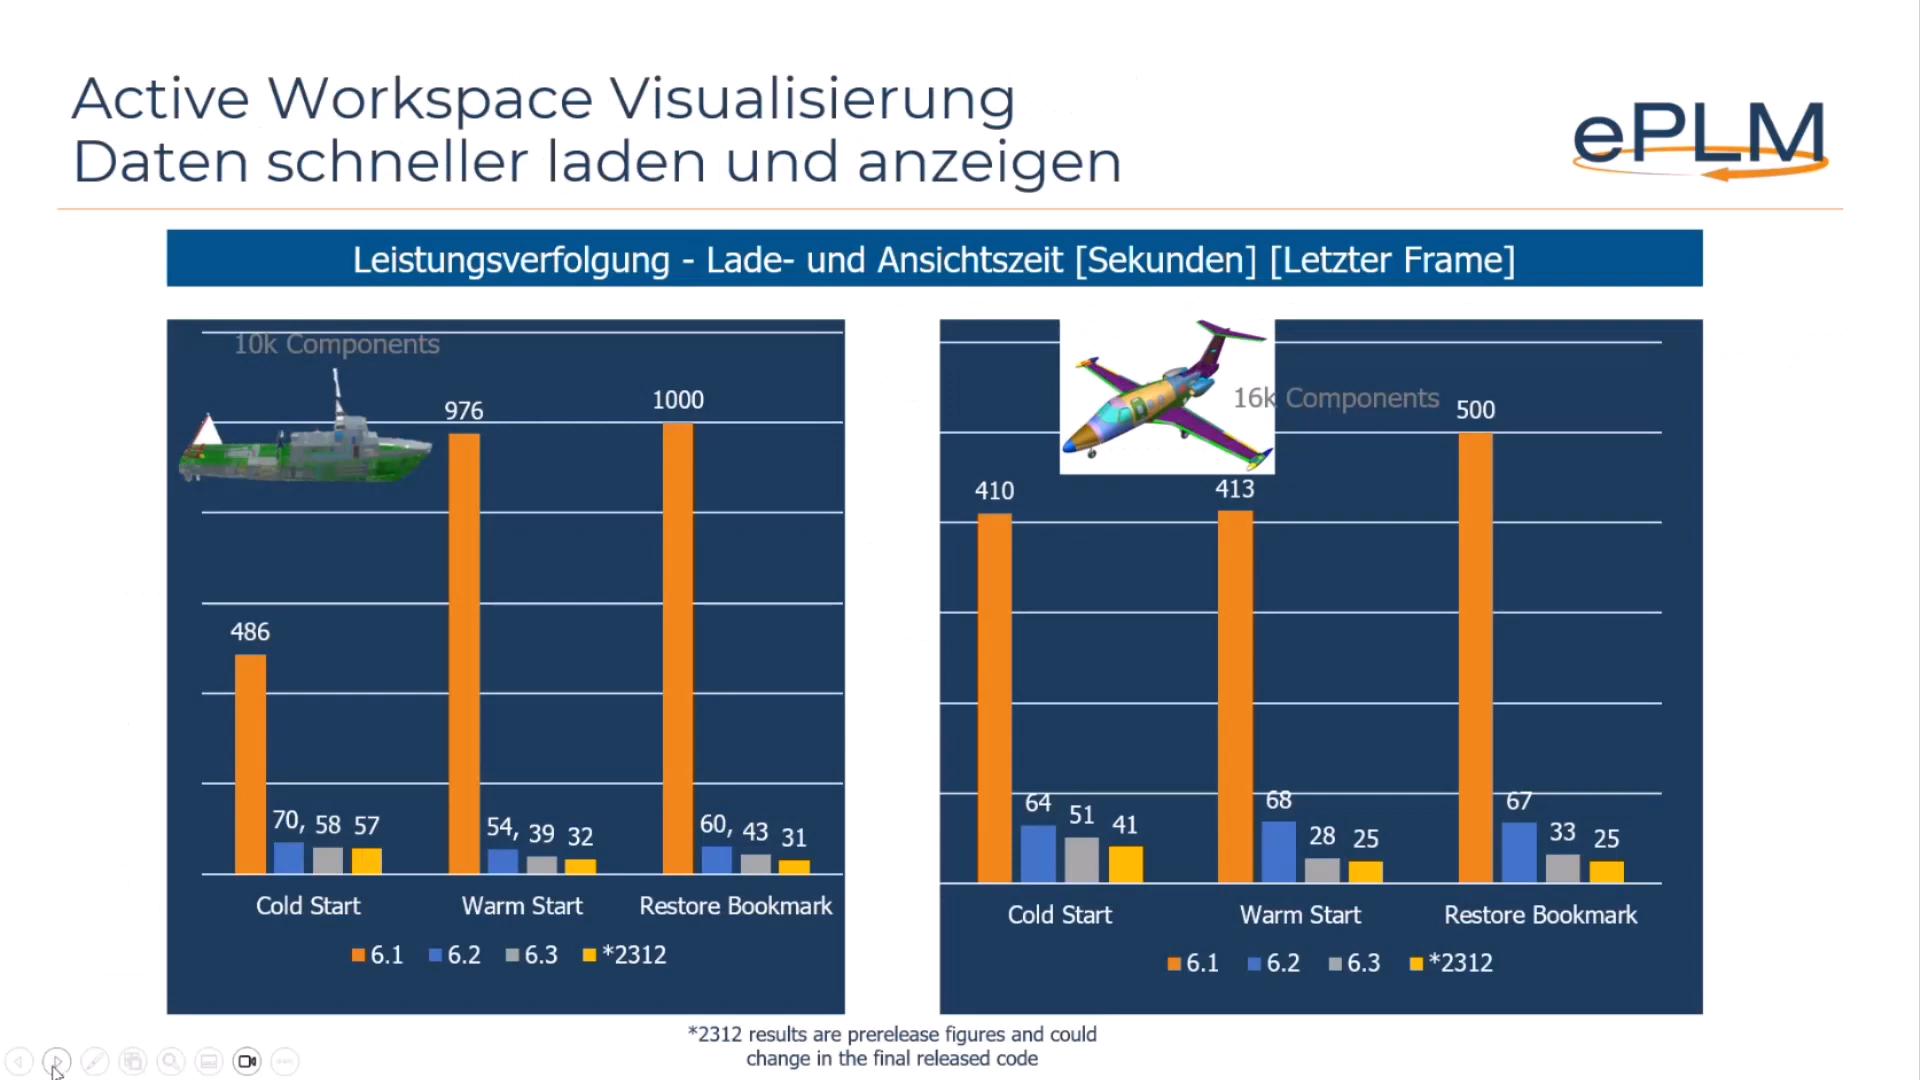 Active Workspace Visualisierung
Daten schneller laden und anzeigen
ePLM
Leistungsverfolgung - Lade- und Ansichtszeit [Sekunden] [Letzter Frame]
10k Components
976
1000
486
70, 58 57
54, 39 32
60, 43 31
Cold Start Warm Start Restore Bookmark
6.1 6.2 6.3 *2312
16k Components
500
410
413
64 51 41
68 28 25
67 33 25
Cold Start Warm Start Restore Bookmark
6.1 6.2 6.3 *2312
*2312 results are prerelease figures and could
change in the final released code